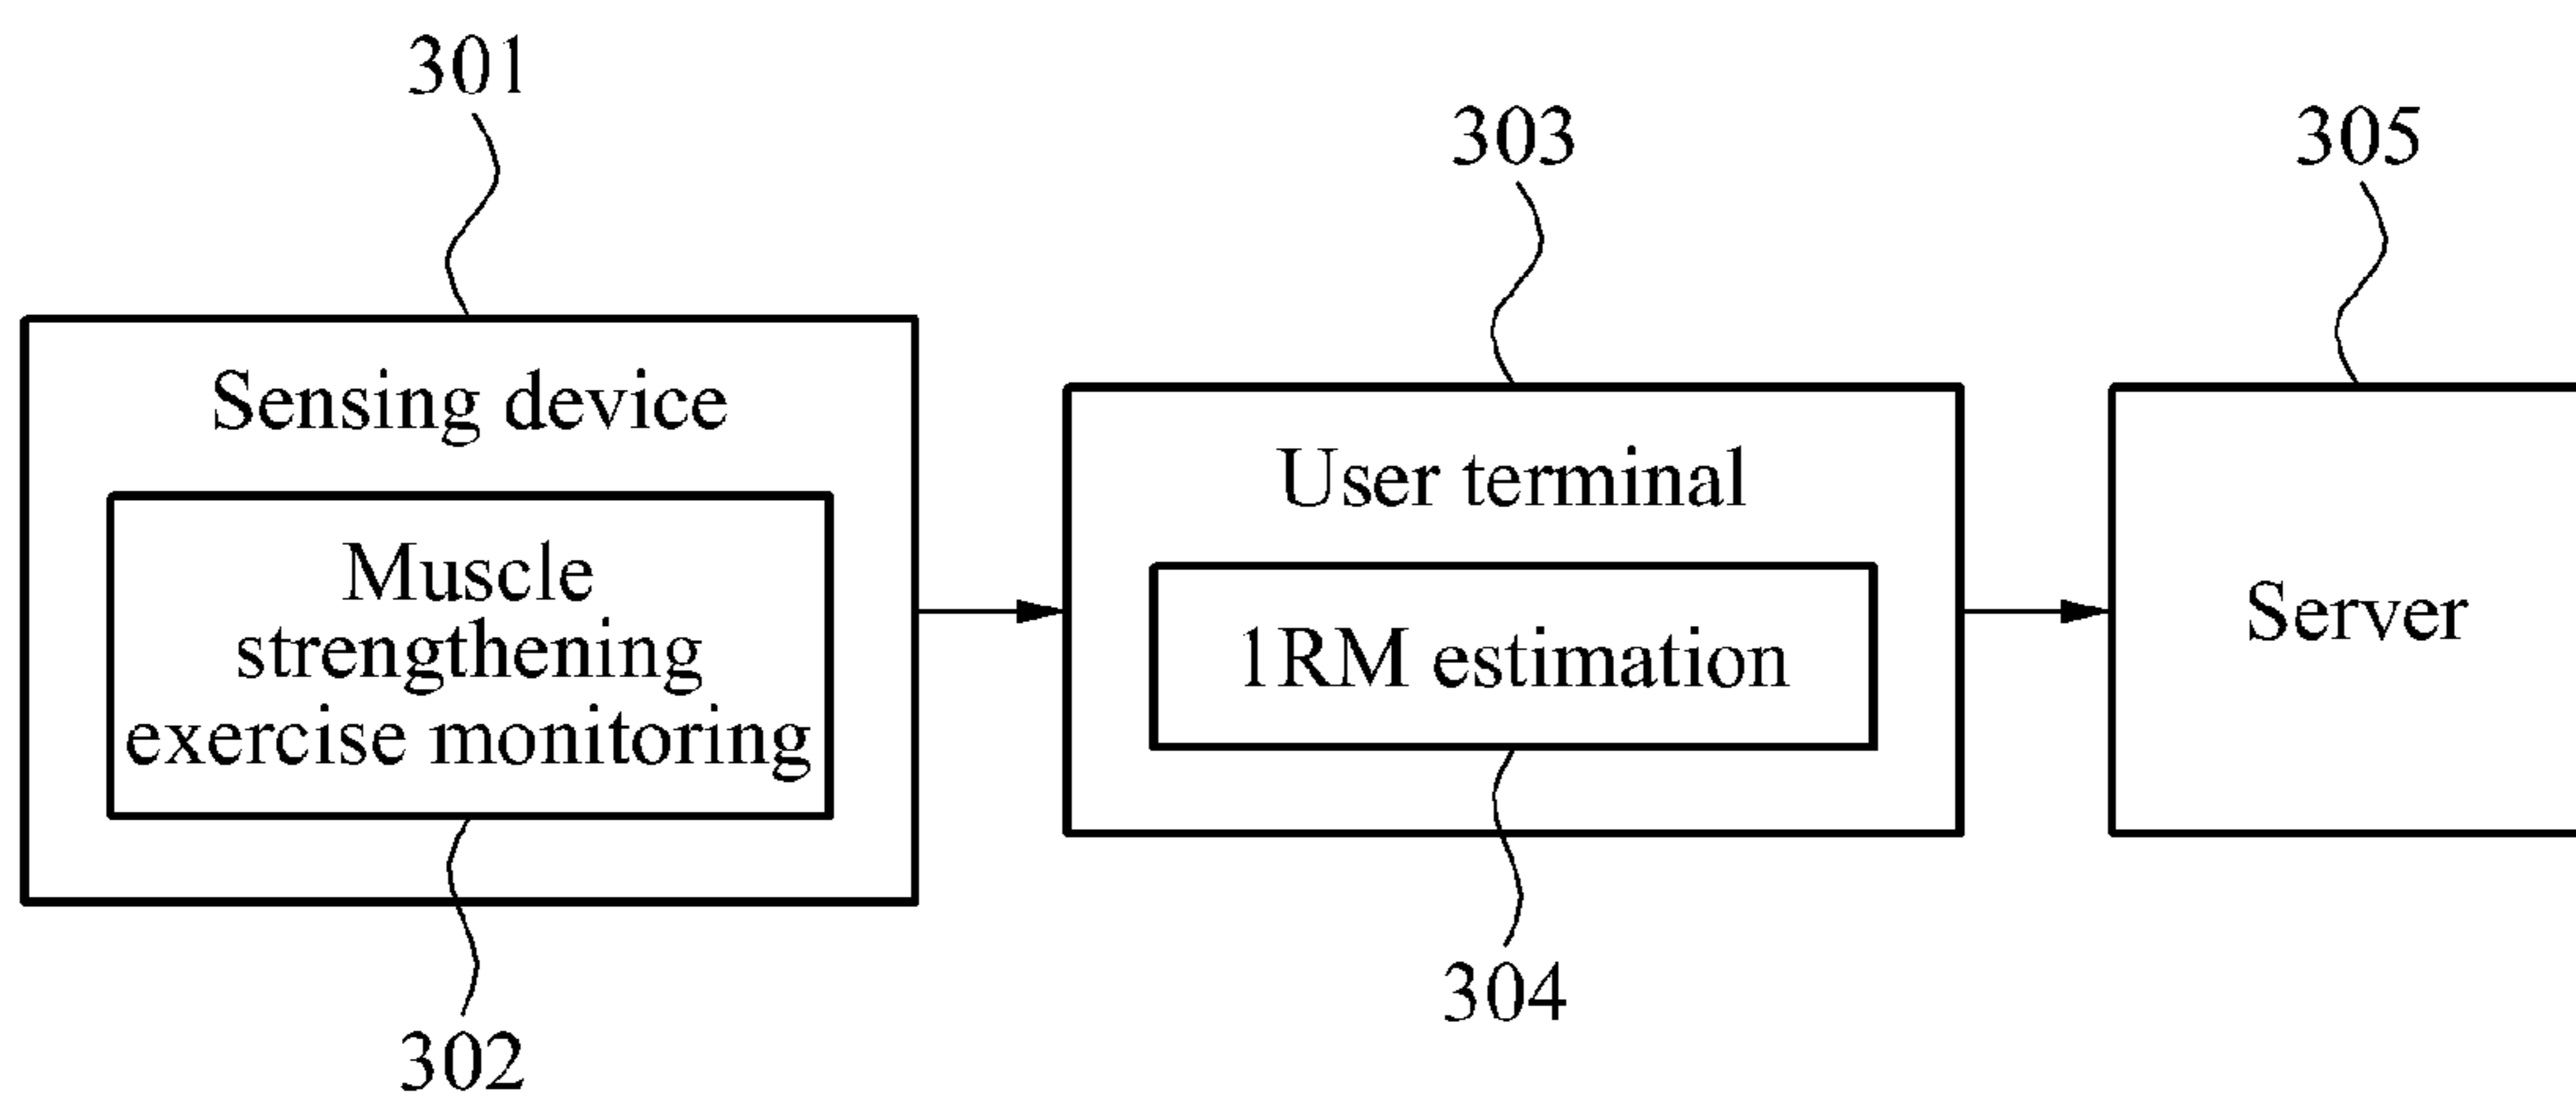 301
303
305
Sensing device
User terminal
Muscle
strengthening
exercise monitoring
1RM estimation
Server
304
302